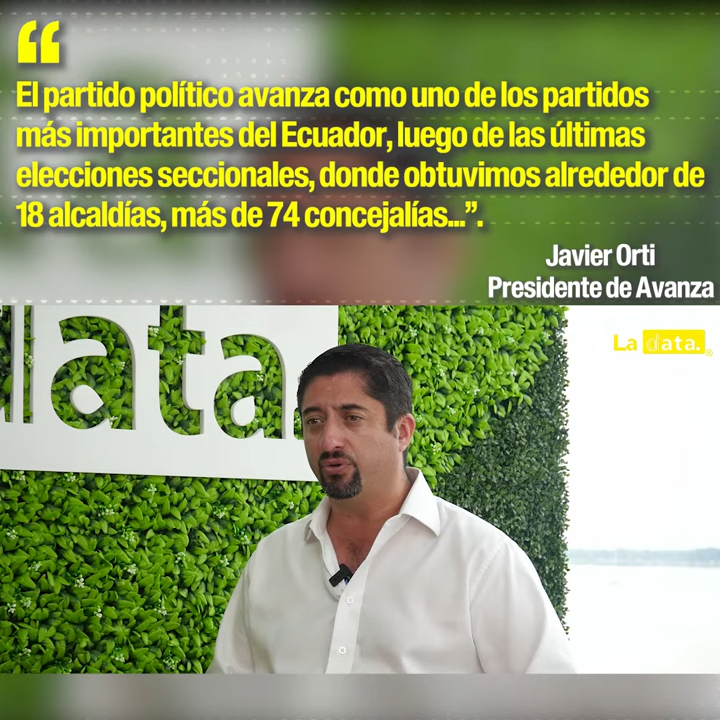 “
El partido político avanza como uno de los partidos
más importantes del Ecuador, luego de las últimas
elecciones seccionales, donde obtuvimos alrededor de
18 alcaldías, más de 74 concejalías...”.
Javier Orti
Presidente de Avanza
La data.®
data